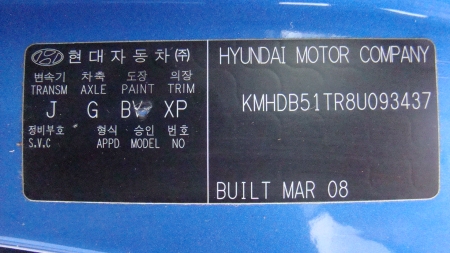 현대자동차(주)
변속기 차축 도장 의장
TRANSM AXLE PAINT TRIM
J G BY XP
정비부호 형식 승인 번호
S.V.C APPD MODEL NO
HYUNDAI MOTOR COMPANY
KMHDB51TR8U093437
BUILT MAR 08